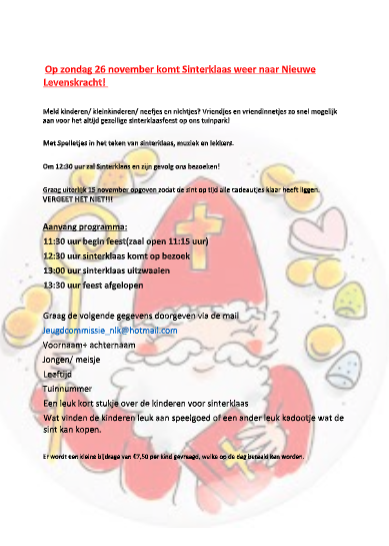 Op zondag 26 november komt Sinterklaas weer naar Nieuwe
Levenskracht!
Meld kinderen/ kleinkinderen/ neefjes en nichtjes? Vriendjes en vriendinnetjes zo snel mogelijk
aan voor het altijd gezellige sinterklaasfeest op ons tuinpark!
Met Spelletjes in het teken van sinterklaas, muziek en lekkers.
Om 12:30 uur zal Sinterklaas en zijn gevolg ons bezoeken!
Graag uiterlijk 15 november opgeven zodat de sint op tijd alle cadeautjes klaar heeft liggen.
VERGEET HET NIET!!!
Aanvang programma:
11:30 uur begin feest(zaal open 11:15 uur)
12:30 uur sinterklaas komt op bezoek
13:00 uur sinterklaas uitzwaaien
13:30 uur feest afgelopen
Graag de volgende gegevens doorgeven via de mail
Jeugdcommissie_nlk@hotmail.com
Voornaam+ achternaam
Jongen/ meisje
Leeftijd
Tuinnummer
Een leuk kort stukje over de kinderen voor sinterklaas
Wat vinden de kinderen leuk aan speelgoed of een ander leuk kadootje wat de
sint kan kopen.
Er wordt een kleine bijdrage van €7,50 per kind gevraagd, welke op de dag betaald kan worden.